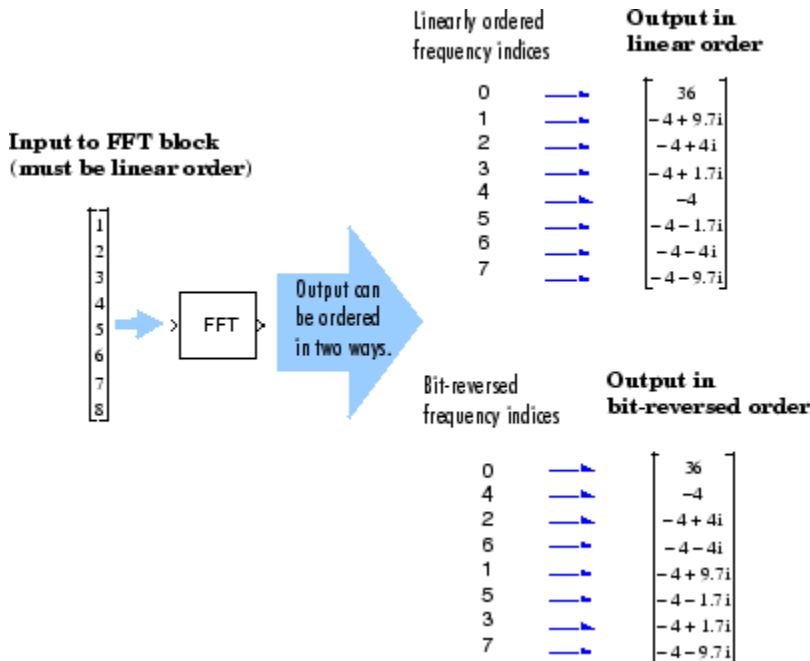 Input to FFT block
(must be linear order)
1
2
3
4
5
6
7
8
FFT
Output can
be ordered
in two ways.
Linearly ordered
frequency indices
0
1
2
3
4
5
6
7
Output in
linear order
36
-4 + 9.7i
-4 + 4i
-4 + 1.7i
-4
-4 - 1.7i
-4 - 4i
-4 - 9.7i
Bit-reversed
frequency indices
0
4
2
6
1
5
3
7
Output in
bit-reversed order
36
-4
-4 + 4i
-4 - 4i
-4 + 9.7i
-4 - 1.7i
-4 + 1.7i
-4 - 9.7i